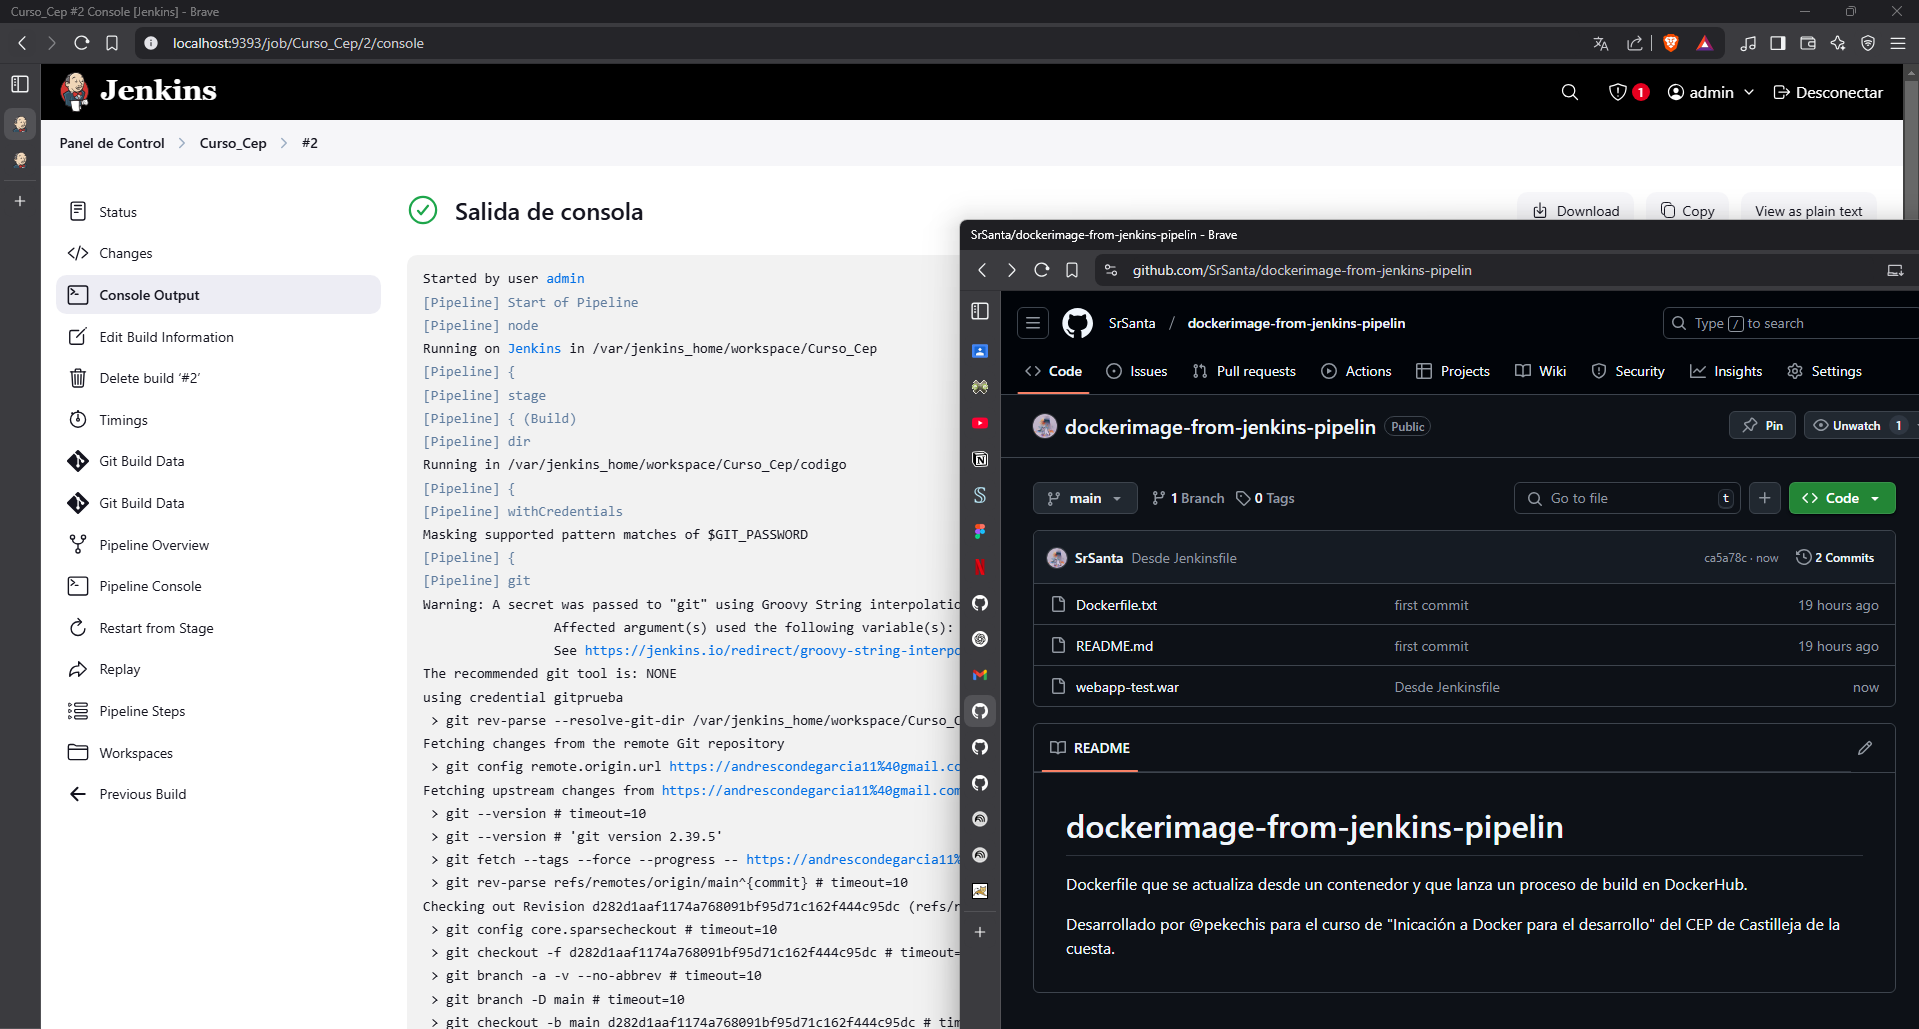 Curso_Cep #2 Console [Jenkins] - Brave
localhost:9393/job/Curso_Cep/2/console
Jenkins
1
admin
Desconectar
Panel de Control
Curso_Cep
#2
Status
Changes
Console Output
Edit Build Information
Delete build ‘#2’
Timings
Git Build Data
Git Build Data
Pipeline Overview
Pipeline Console
Restart from Stage
Replay
Pipeline Steps
Workspaces
Previous Build
Salida de consola
Download
Copy
View as plain text
Started by user admin
[Pipeline] Start of Pipeline
[Pipeline] node
Running on Jenkins in /var/jenkins_home/workspace/Curso_Cep
[Pipeline] {
[Pipeline] stage
[Pipeline] { (Build)
[Pipeline] dir
Running in /var/jenkins_home/workspace/Curso_Cep/codigo
[Pipeline] {
[Pipeline] withCredentials
Masking supported pattern matches of $GIT_PASSWORD
[Pipeline] {
[Pipeline] git
Warning: A secret was passed to "git" using Groovy String interpolatio
Affected argument(s) used the following variable(s):
See https://jenkins.io/redirect/groovy-string-interpo
The recommended git tool is: NONE
using credential gitprueba
> git rev-parse --resolve-git-dir /var/jenkins_home/workspace/Curso_C
Fetching changes from the remote Git repository
> git config remote.origin.url https://andrescondegarcia11%40gmail.co
Fetching upstream changes from https://andrescondegarcia11%40gmail.com
> git --version # timeout=10
> git --version # 'git version 2.39.5'
> git fetch --tags --force --progress -- https://andrescondegarcia11%
> git rev-parse refs/remotes/origin/main^{commit} # timeout=10
Checking out Revision d282d1aaf1174a768091bf95d71c162f444c95dc (refs/r
> git config core.sparsecheckout # timeout=10
> git checkout -f d282d1aaf1174a768091bf95d71c162f444c95dc # timeout=
> git branch -a -v --no-abbrev # timeout=10
> git branch -D main # timeout=10
> git checkout -b main d282d1aaf1174a768091bf95d71c162f444c95dc # tim
SrSanta/dockerimage-from-jenkins-pipelin - Brave
github.com/SrSanta/dockerimage-from-jenkins-pipelin
SrSanta / dockerimage-from-jenkins-pipelin
Type / to search
Code
Issues
Pull requests
Actions
Projects
Wiki
Security
Insights
Settings
dockerimage-from-jenkins-pipelin
Public
Pin
Unwatch 1
main
1 Branch
0 Tags
Go to file
t
Code
SrSanta Desde Jenkinsfile
ca5a78c · now
2 Commits
Dockerfile.txt
first commit
19 hours ago
README.md
first commit
19 hours ago
webapp-test.war
Desde Jenkinsfile
now
README
dockerimage-from-jenkins-pipelin
Dockerfile que se actualiza desde un contenedor y que lanza un proceso de build en DockerHub.
Desarrollado por @pekechis para el curso de "Inicación a Docker para el desarrollo" del CEP de Castilleja de la
cuesta.